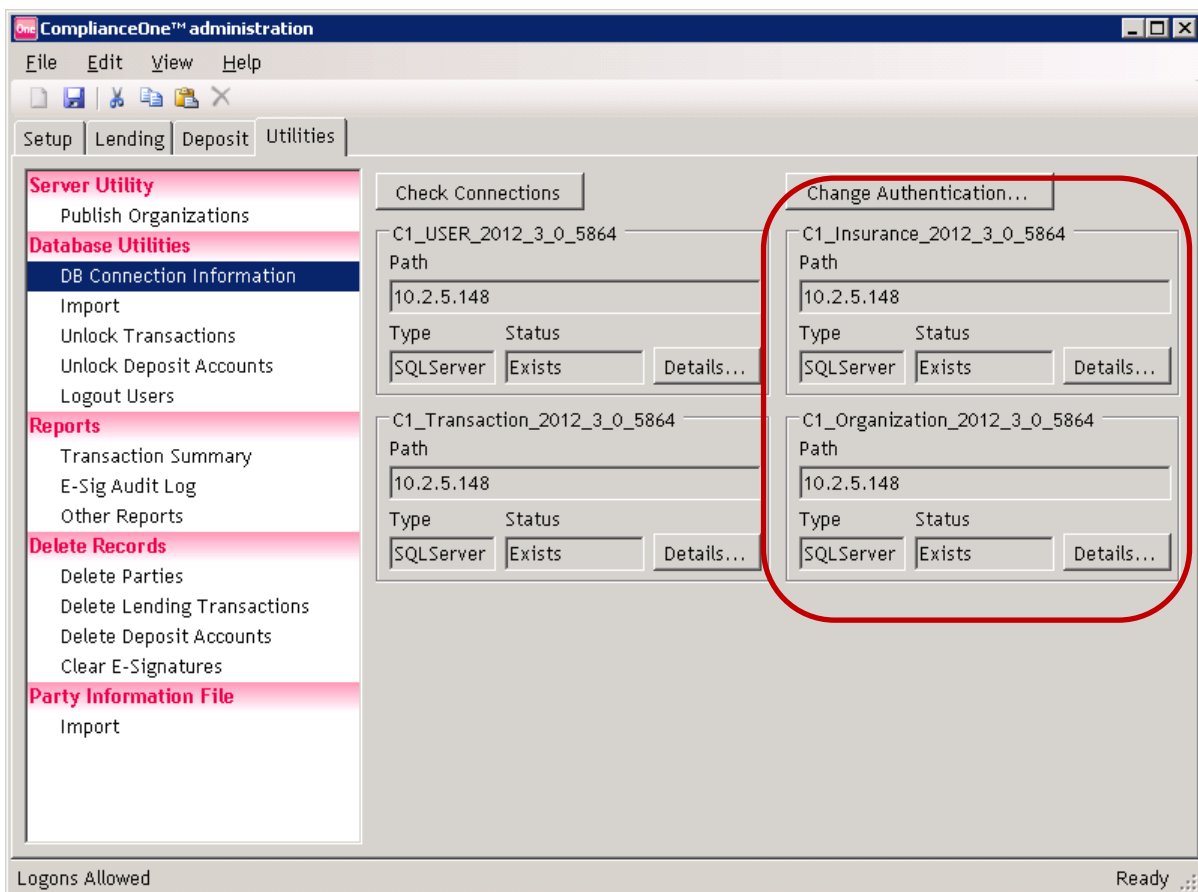 One ComplianceOne™ administration
File Edit View Help
Setup Lending Deposit Utilities
Server Utility
Publish Organizations
Database Utilities
DB Connection Information
Import
Unlock Transactions
Unlock Deposit Accounts
Logout Users
Reports
Transaction Summary
E-Sig Audit Log
Other Reports
Delete Records
Delete Parties
Delete Lending Transactions
Delete Deposit Accounts
Clear E-Signatures
Party Information File
Import
Check Connections
Change Authentication...
C1_USER_2012_3_0_5864
Path
10.2.5.148
Type Status
SQLServer Exists Details...
C1_Insurance_2012_3_0_5864
Path
10.2.5.148
Type Status
SQLServer Exists Details...
C1_Transaction_2012_3_0_5864
Path
10.2.5.148
Type Status
SQLServer Exists Details...
C1_Organization_2012_3_0_5864
Path
10.2.5.148
Type Status
SQLServer Exists Details...
Logons Allowed Ready